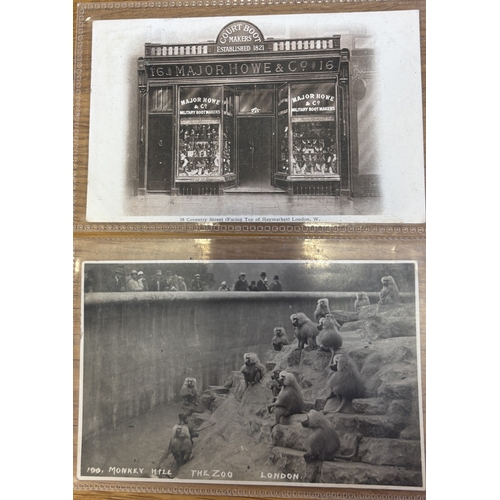 COURT BOOT
MAKERS
ESTABLISHED 1821
16 MAJOR HOWE & Co 16
MAJOR HOWE
& Co
MILITARY BOOTMAKERS
MAJOR HOWE
& Co
MILITARY BOOTMAKERS
16 Coventry Street (Facing Top of Haymarket) London, W.
100. MONKEY HILL THE ZOO LONDON.